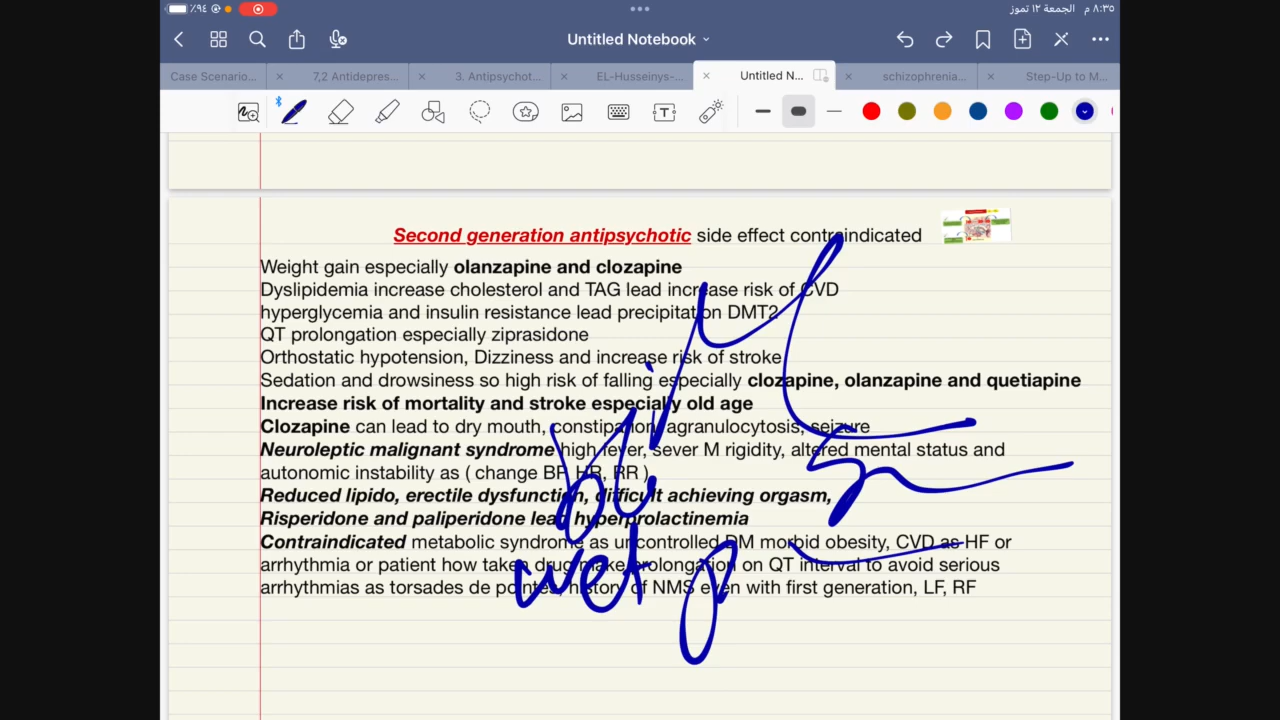 ٪٩٤ ٨:٣٥ م الجمعة ١٢ تموز
Untitled Notebook
Case Scenario... 7,2 Antidepres... 3. Antipsychot... EL-Husseinys-... Untitled N... schizophrenia... Step-Up to M...
Second generation antipsychotic side effect contraindicated
Weight gain especially olanzapine and clozapine
Dyslipidemia increase cholesterol and TAG lead increase risk of CVD
hyperglycemia and insulin resistance lead precipitation DMT2
QT prolongation especially ziprasidone
Orthostatic hypotension, Dizziness and increase risk of stroke
Sedation and drowsiness so high risk of falling especially clozapine, olanzapine and quetiapine
Increase risk of mortality and stroke especially old age
Clozapine can lead to dry mouth, constipation, agranulocytosis, seizure
Neuroleptic malignant syndrome high fever, sever M rigidity, altered mental status and
autonomic instability as ( change BP, HR, RR )
Reduced lipido, erectile dysfunction, difficult achieving orgasm,
Risperidone and paliperidone lead hyperprolactinemia
Contraindicated metabolic syndrome as uncontrolled DM morbid obesity, CVD as HF or
arrhythmia or patient how taken drug make prolongation on QT interval to avoid serious
arrhythmias as torsades de pointes, history of NMS even with first generation, LF, RF
wet